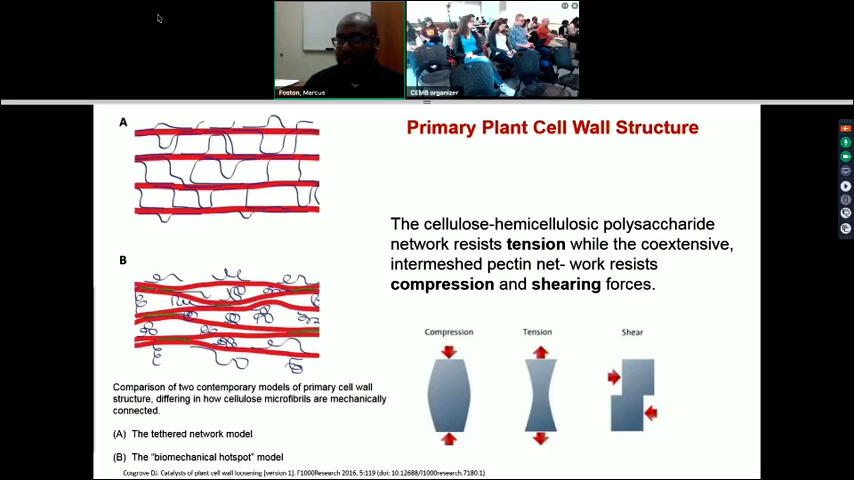 Foston, Marcus
CEMB organizer
A
Primary Plant Cell Wall Structure
The cellulose-hemicellulosic polysaccharide
network resists tension while the coextensive,
intermeshed pectin net- work resists
compression and shearing forces.
B
Compression
Tension
Shear
Comparison of two contemporary models of primary cell wall
structure, differing in how cellulose microfibrils are mechanically
connected.
(A) The tethered network model
(B) The “biomechanical hotspot” model
Cosgrove DJ. Catalysts of plant cell wall loosening [version 1]. F1000Research 2016, 5:119 (doi: 10.12688/f1000research.7180.1)